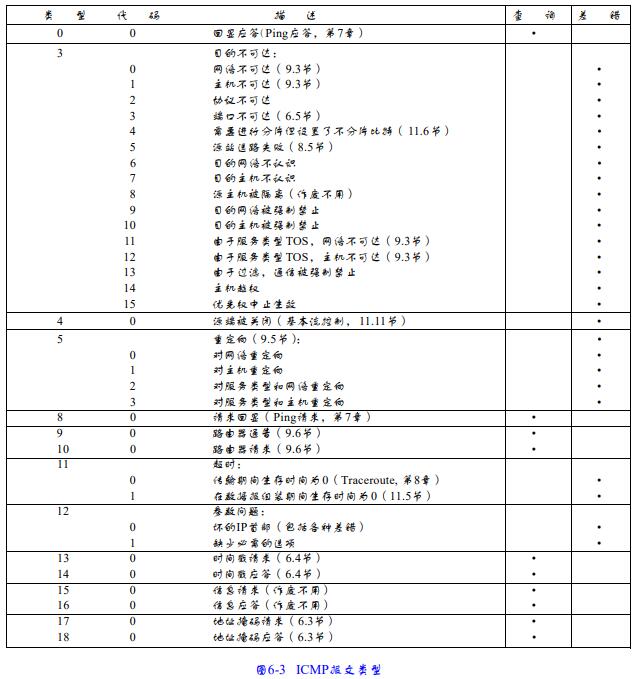 类 型 代 码 描 述 查 询 差 错
0 0 回显应答(Ping应答,第7章) •
3 目的不可达:
0 网络不可达(9.3节) •
1 主机不可达(9.3节) •
2 协议不可达 •
3 端口不可达(6.5节) •
4 需要进行分片但设置了不分片比特(11.6节) •
5 源站选路失败(8.5节) •
6 目的网络不认识 •
7 目的主机不认识 •
8 源主机被隔离(作废不用) •
9 目的网络被强制禁止 •
10 目的主机被强制禁止 •
11 由于服务类型TOS,网络不可达(9.3节) •
12 由于服务类型TOS,主机不可达(9.3节) •
13 由于过滤,通信被强制禁止 •
14 主机越权 •
15 优先权中止生效 •
4 0 源端被关闭(基本流控制,11.11节) •
5 重定向(9.5节): •
0 对网络重定向 •
1 对主机重定向 •
2 对服务类型和网络重定向 •
3 对服务类型和主机重定向 •
8 0 请求回显(Ping请求,第7章) •
9 0 路由器通告(9.6节) •
10 0 路由器请求(9.6节) •
11 超时:
0 传输期间生存时间为0(Traceroute, 第8章) •
1 在数据报组装期间生存时间为0(11.5节) •
12 参数问题:
0 坏的IP首部(包括各种差错) •
1 缺少必需的选项 •
13 0 时间戳请求(6.4节) •
14 0 时间戳应答(6.4节) •
15 0 信息请求(作废不用) •
16 0 信息应答(作废不用) •
17 0 地址掩码请求(6.3节) •
18 0 地址掩码应答(6.3节) •
图6-3 ICMP报文类型